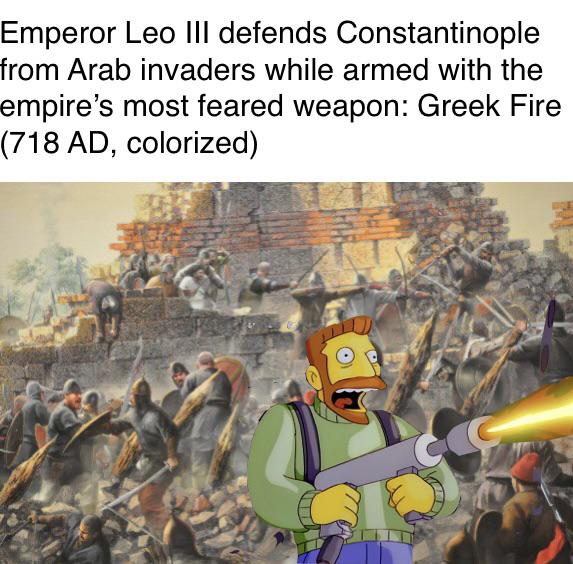 Emperor Leo III defends Constantinople
from Arab invaders while armed with the
empire’s most feared weapon: Greek Fire
(718 AD, colorized)